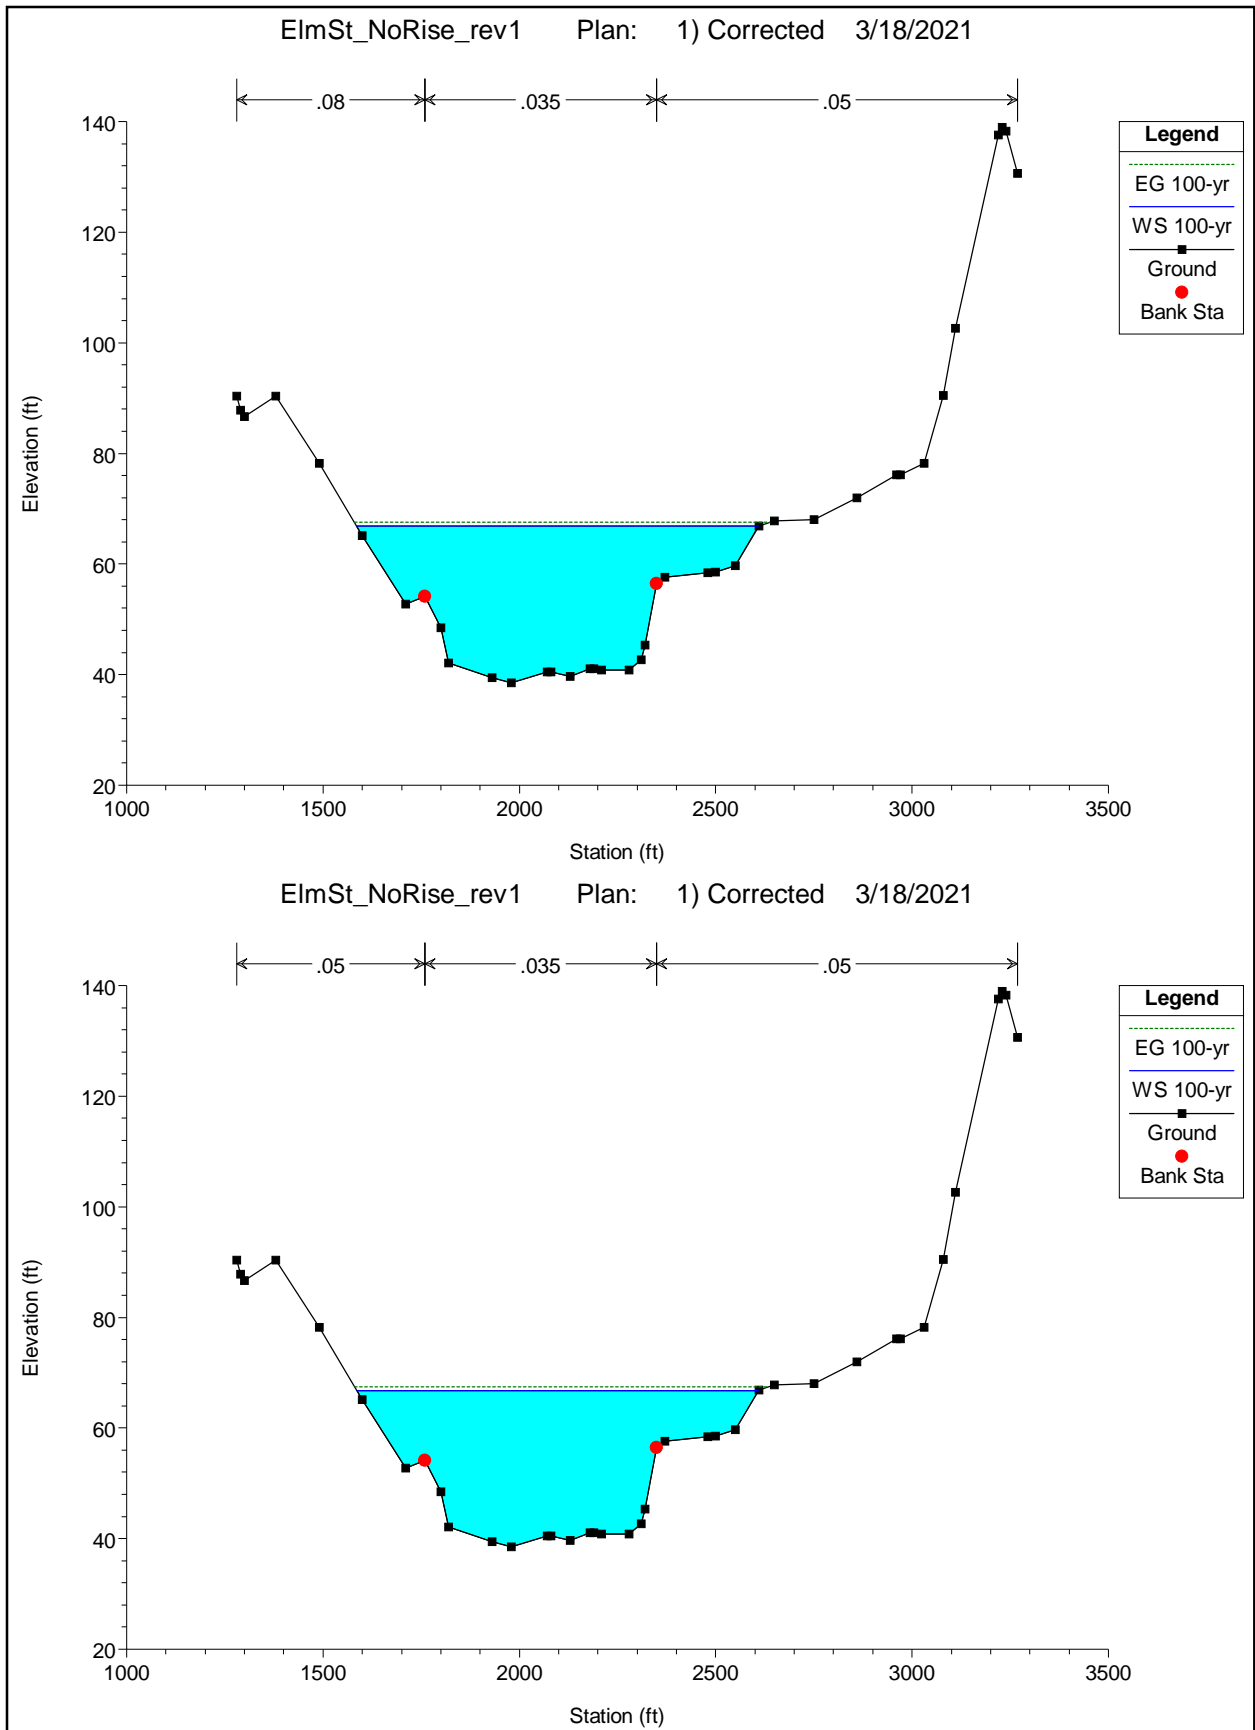 ElmSt_NoRise_rev1 Plan: 1) Corrected 3/18/2021
.08 .035 .05
140
120
100
80
60
40
20
Elevation (ft)
1000 1500 2000 2500 3000 3500
Station (ft)
Legend
EG 100-yr
WS 100-yr
Ground
Bank Sta
ElmSt_NoRise_rev1 Plan: 1) Corrected 3/18/2021
.05 .035 .05
140
120
100
80
60
40
20
Elevation (ft)
1000 1500 2000 2500 3000 3500
Station (ft)
Legend
EG 100-yr
WS 100-yr
Ground
Bank Sta